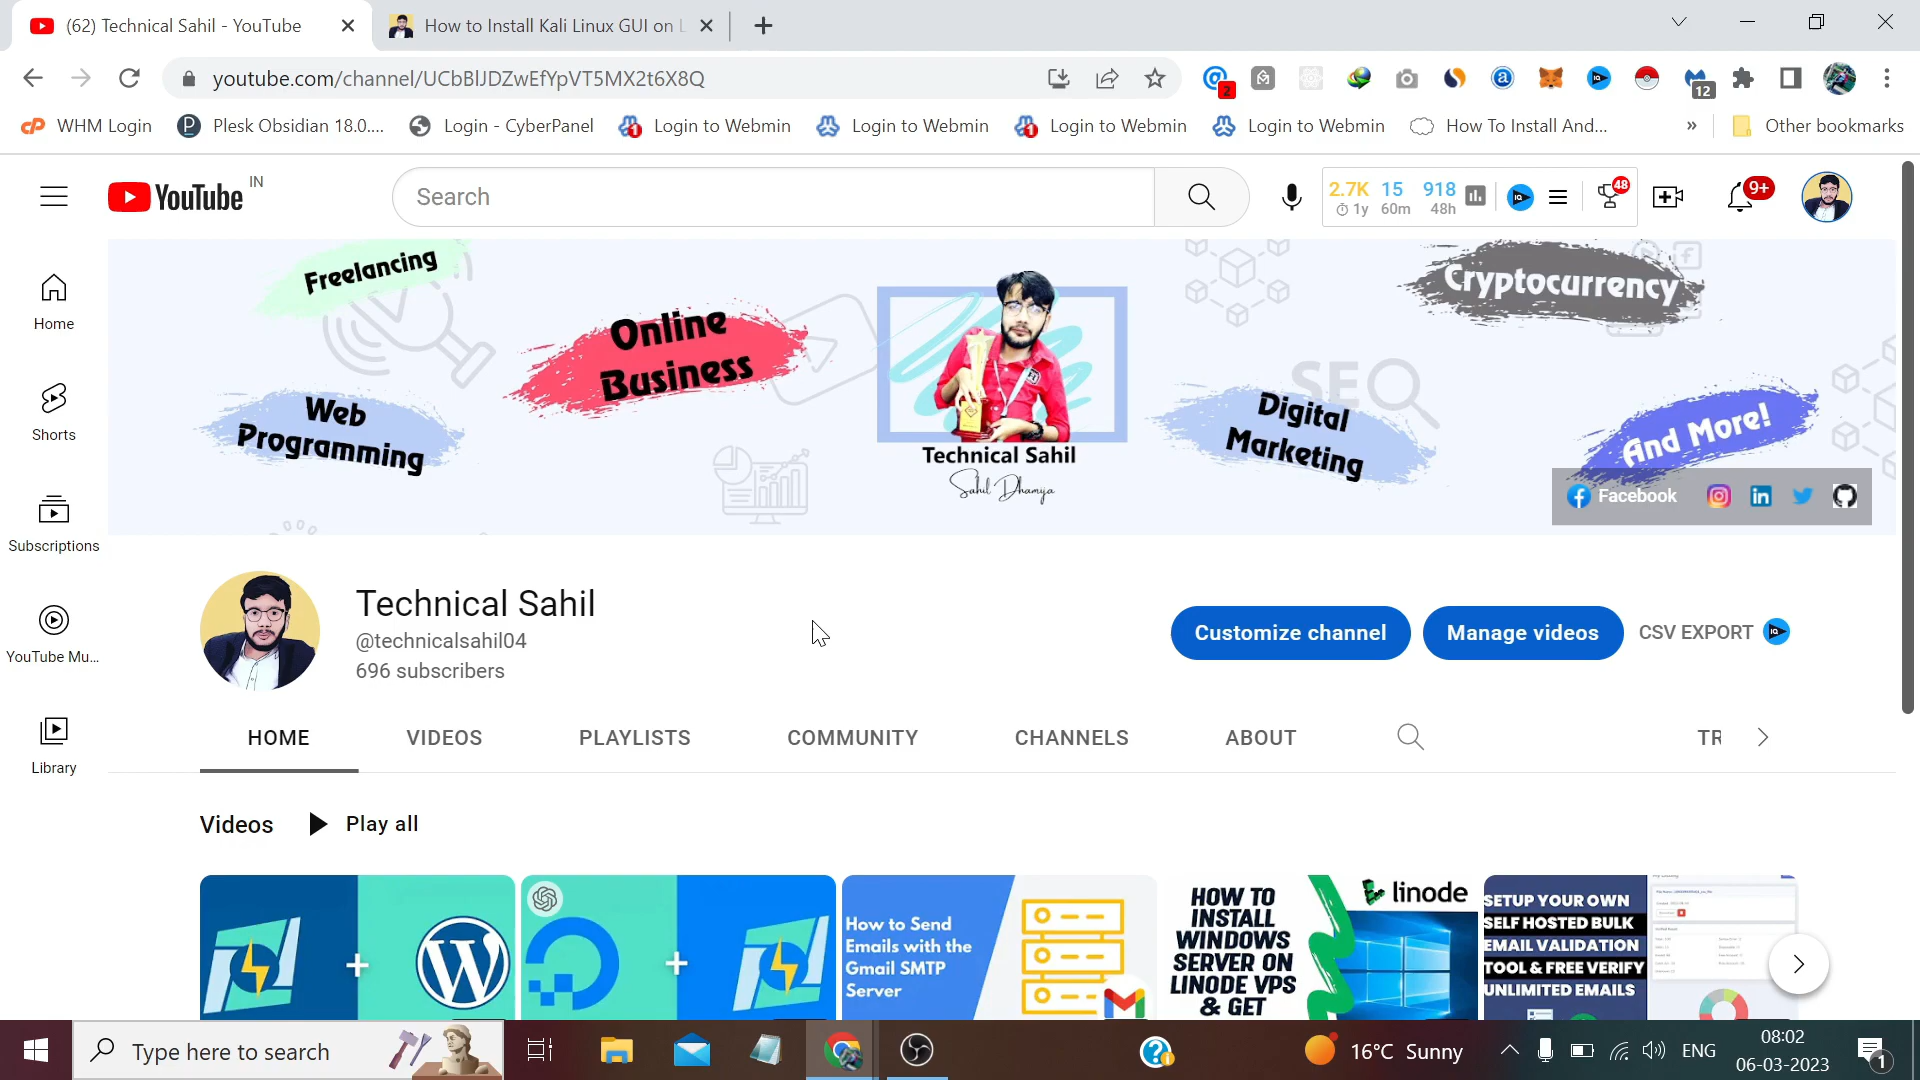 (62) Technical Sahil - YouTube
How to Install Kali Linux GUI on L
youtube.com/channel/UCbBlJDZwEfYpVT5MX2t6X8Q
2
12
WHM Login
Plesk Obsidian 18.0....
Login - CyberPanel
Login to Webmin
Login to Webmin
Login to Webmin
Login to Webmin
How To Install And...
»
Other bookmarks
YouTube IN
Search
2.7K 15 918
1y 60m 48h
48
9+
Home
Shorts
Subscriptions
YouTube Mu...
Library
Freelancing
Online
Business
Web
Programming
Technical Sahil
Sahil Dhamija
Cryptocurrency
SEO
Digital
Marketing
And More!
Facebook
Technical Sahil
@technicalsahil04
696 subscribers
Customize channel
Manage videos
CSV EXPORT
HOME
VIDEOS
PLAYLISTS
COMMUNITY
CHANNELS
ABOUT
TR
Videos
Play all
+
+
How to Send
Emails with the
Gmail SMTP
Server
HOW TO
INSTALL
WINDOWS
SERVER ON
LINODE VPS
& GET
linode
SETUP YOUR OWN
SELF HOSTED BULK
EMAIL VALIDATION
TOOL & FREE VERIFY
UNLIMITED EMAILS
Type here to search
16°C Sunny
ENG
08:02
06-03-2023
1